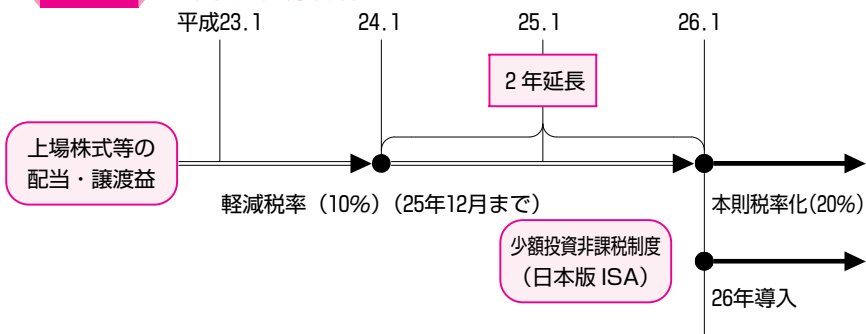 平成23.1
24.1
25.1
26.1
2年延長
上場株式等の
配当・譲渡益
軽減税率（10%）（25年12月まで）
本則税率化(20%)
少額投資非課税制度
（日本版 ISA）
26年導入